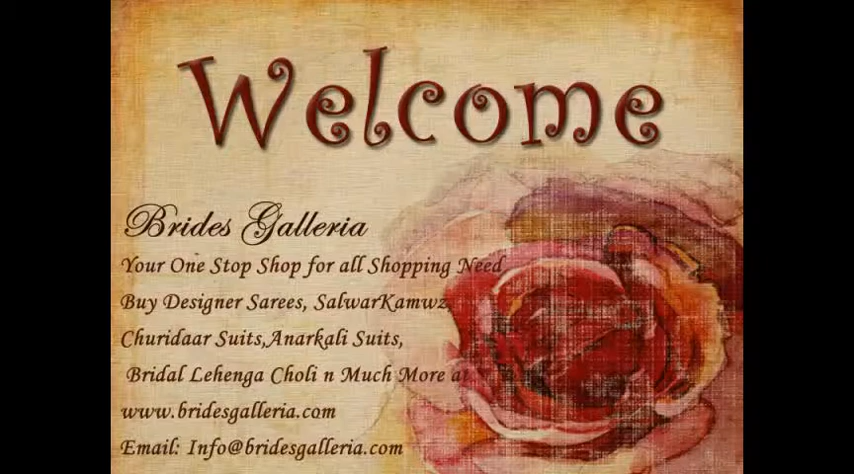 Welcome
Brides Galleria
Your One Stop Shop for all Shopping Need
Buy Designer Sarees, SalwarKamwz,
Churidaar Suits,Anarkali Suits,
Bridal Lehenga Choli n Much More at
www.bridesgalleria.com
Email: Info@bridesgalleria.com